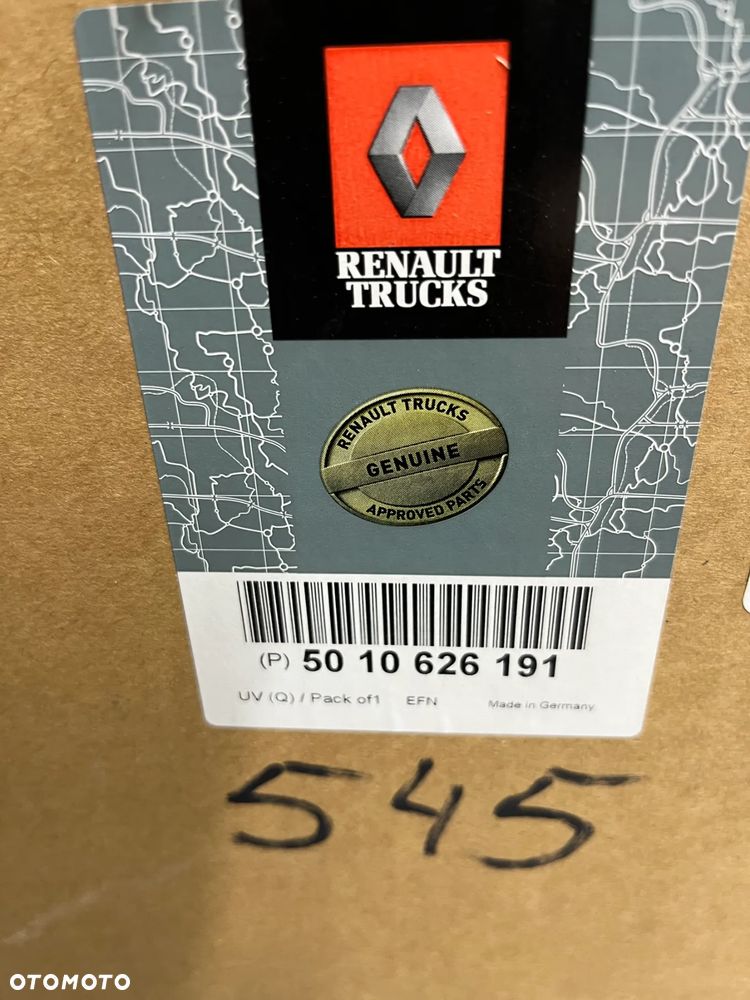 RENAULT
TRUCKS
RENAULT TRUCKS
GENUINE
APPROVED PARTS
(P) 50 10 626 191
UV (Q) / Pack of1 EFN Made in Germany
545
OTOMOTO